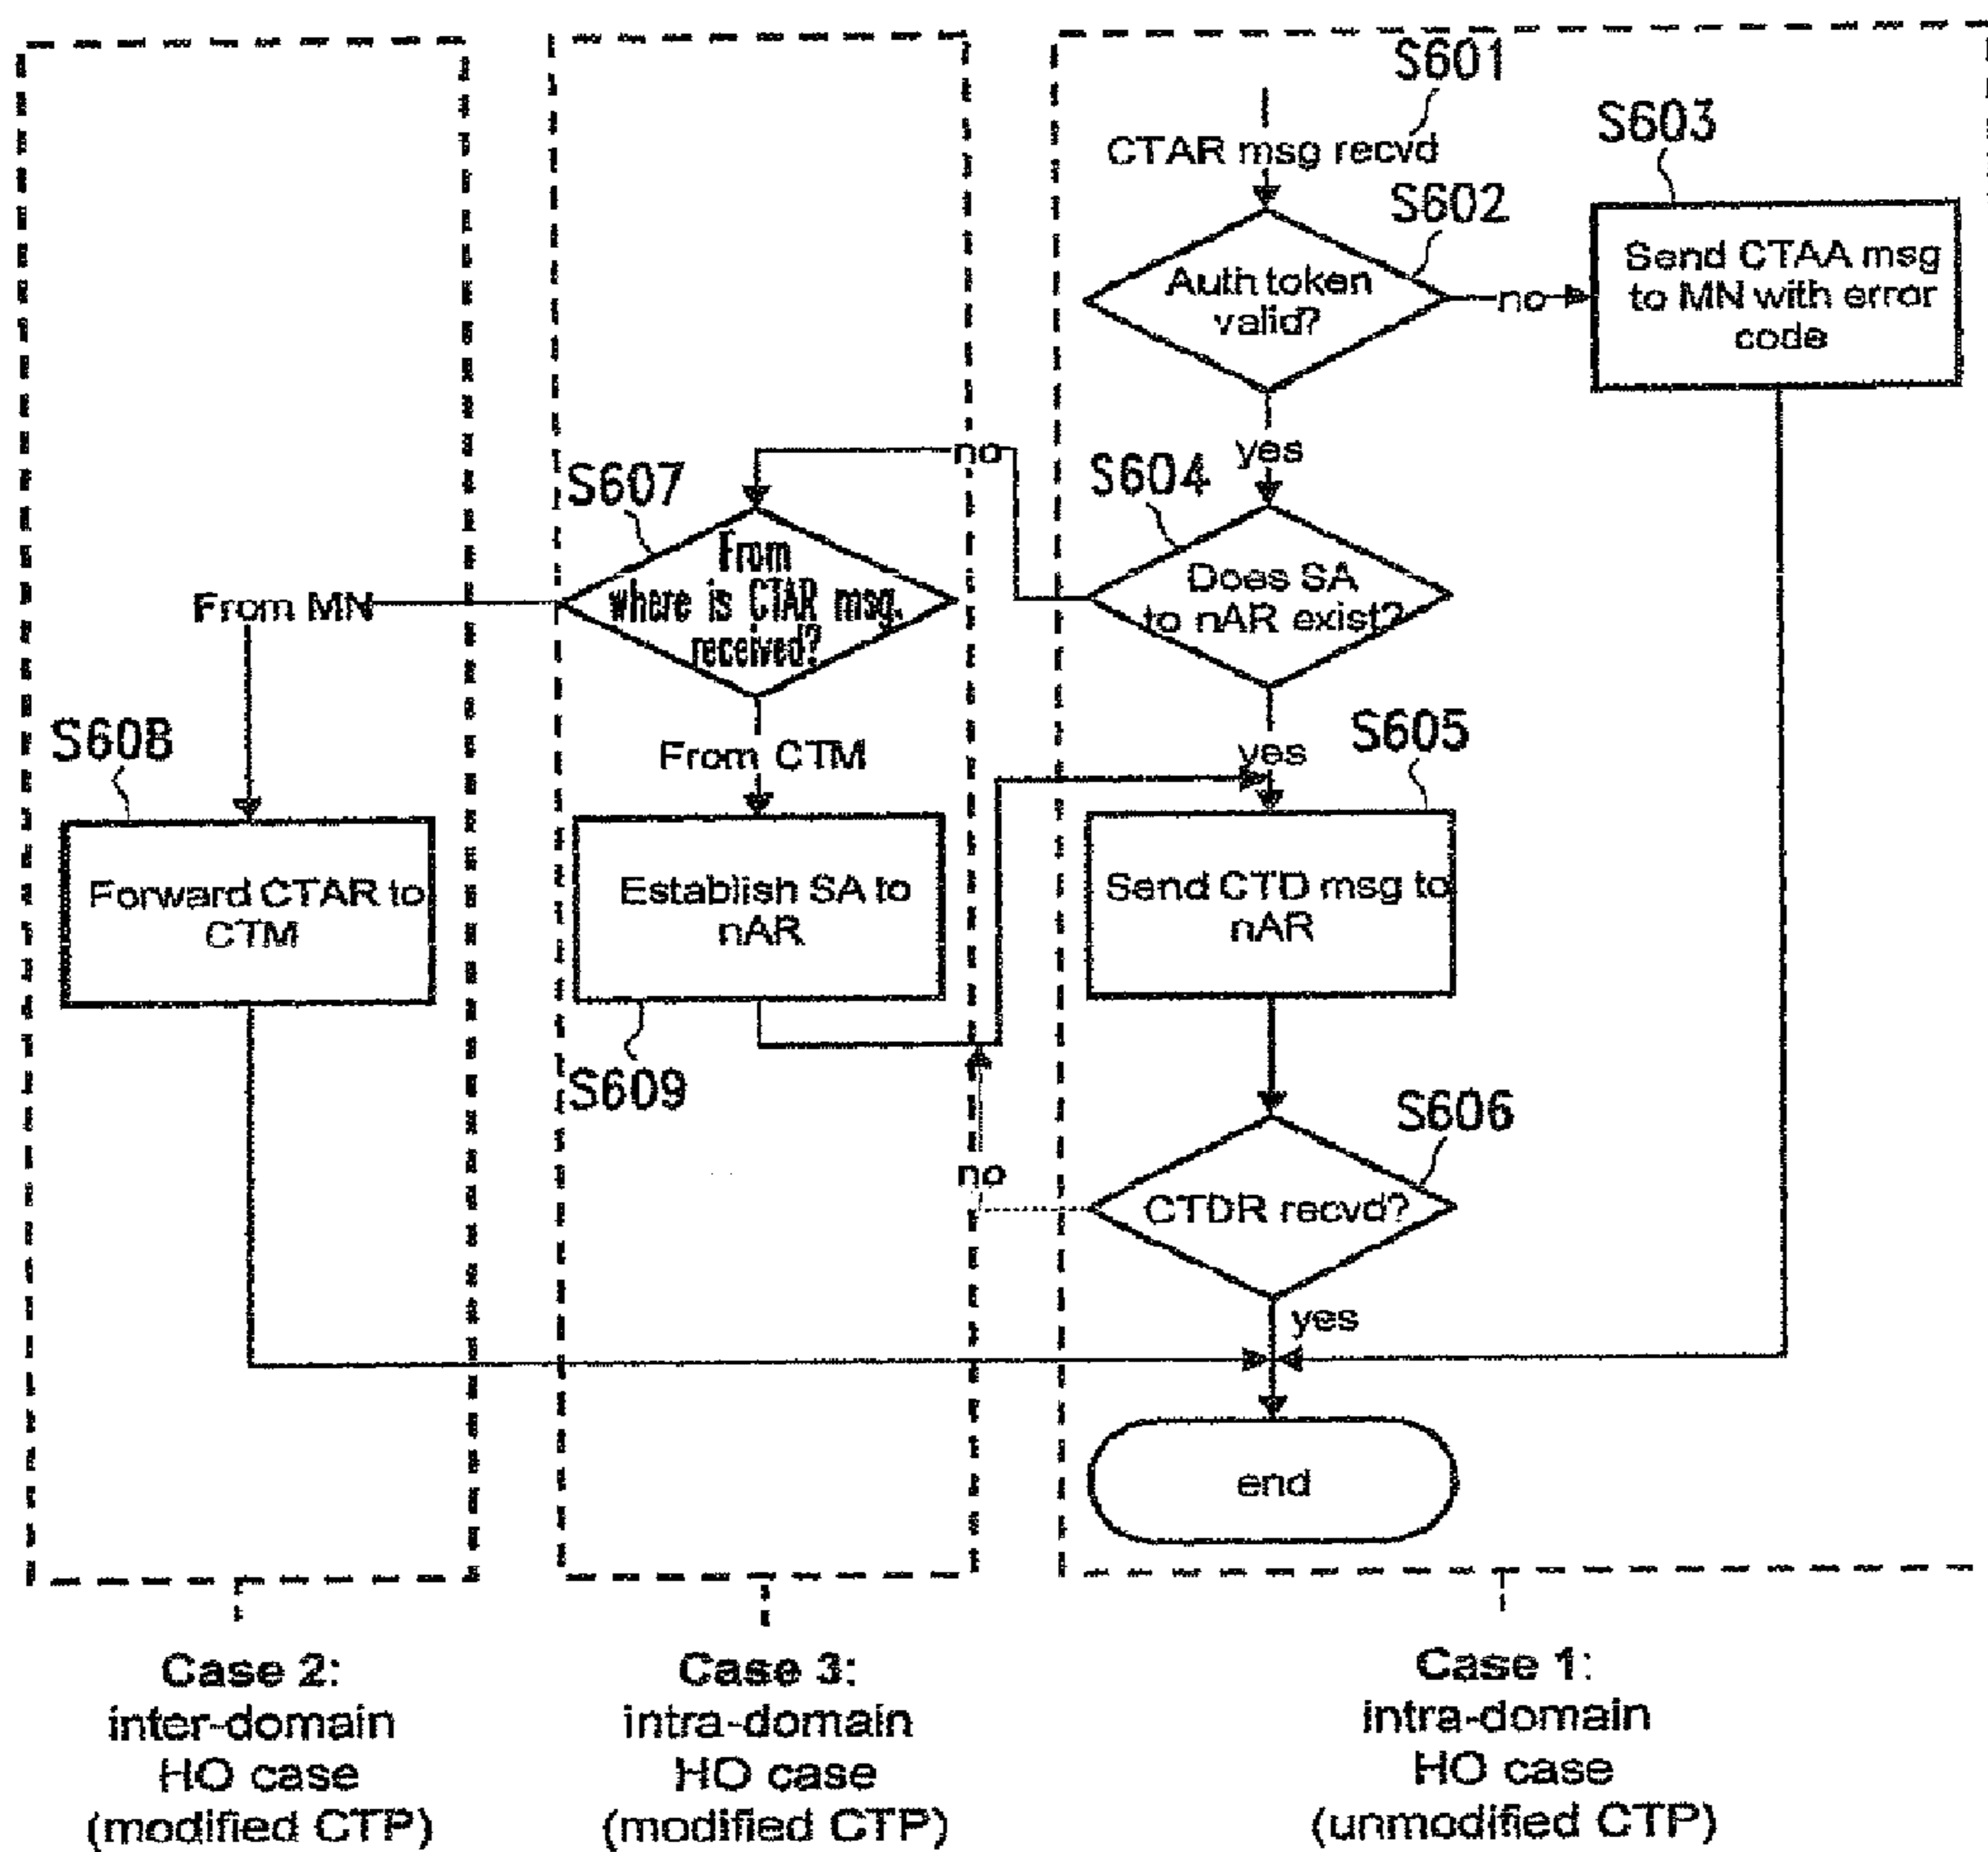 S601
CTAR msg recvd
S602
S603
Auth token
valid?
no
Send CTAA msg
to MN with error
code
yes
no
S604
S607
Does SA
to nAR exist?
From
where is CTAR msg.
received?
From MN
From CTM
yes
S605
S608
Forward CTAR to
CTM
Establish SA to
nAR
S609
Send CTD msg to
nAR
S606
CTDR recvd?
no
yes
end
Case 2:
inter-domain
HO case
(modified CTP)
Case 3:
intra-domain
HO case
(modified CTP)
Case 1:
intra-domain
HO case
(unmodified CTP)